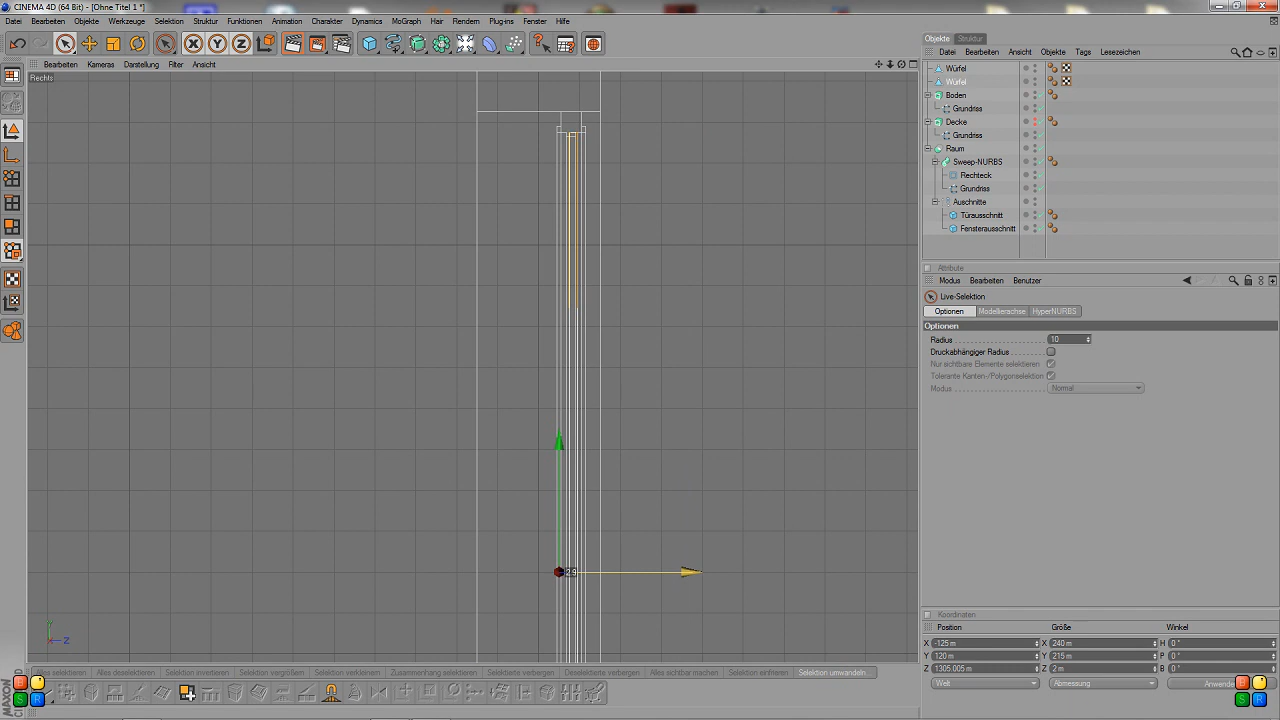 CINEMA 4D (64 Bit) - [Ohne Titel 1 *]
Datei Bearbeiten Objekte Werkzeuge Selektion Struktur Funktionen Animation Charakter Dynamics MoGraph Hair Rendern Plug-ins Fenster Hilfe
Bearbeiten Kameras Darstellung Filter Ansicht
Rechts
Objekte Struktur
Datei Bearbeiten Ansicht Objekte Tags Lesezeichen
Würfel
Würfel
Boden
Grundriss
Decke
Grundriss
Raum
Sweep-NURBS
Rechteck
Grundriss
Auschnitte
Türausschnitt
Fensterausschnitt
Attribute
Modus Bearbeiten Benutzer
Live-Selektion
Optionen Modellierachse HyperNURBS
Optionen
Radius 10
Druckabhängiger Radius
Nur sichtbare Elemente selektieren
Tolerante Kanten-/Polygonselektion
Modus Normal
Y
Z
Koordinaten
Position Größe Winkel
X -125 m X 240 m H 0 °
Y 120 m Y 215 m P 0 °
Z 1305.005 m Z 2 m B 0 °
Welt Abmessung Anwende
Alles selektieren Alles deselektieren Selektion invertieren Selektion vergrößern Selektion verkleinern Zusammenhang selektieren Selektierte verbergen Deselektierte verbergen Alles sichtbar machen Selektion einfrieren Selektion umwandeln...
MAXON
S R
S R